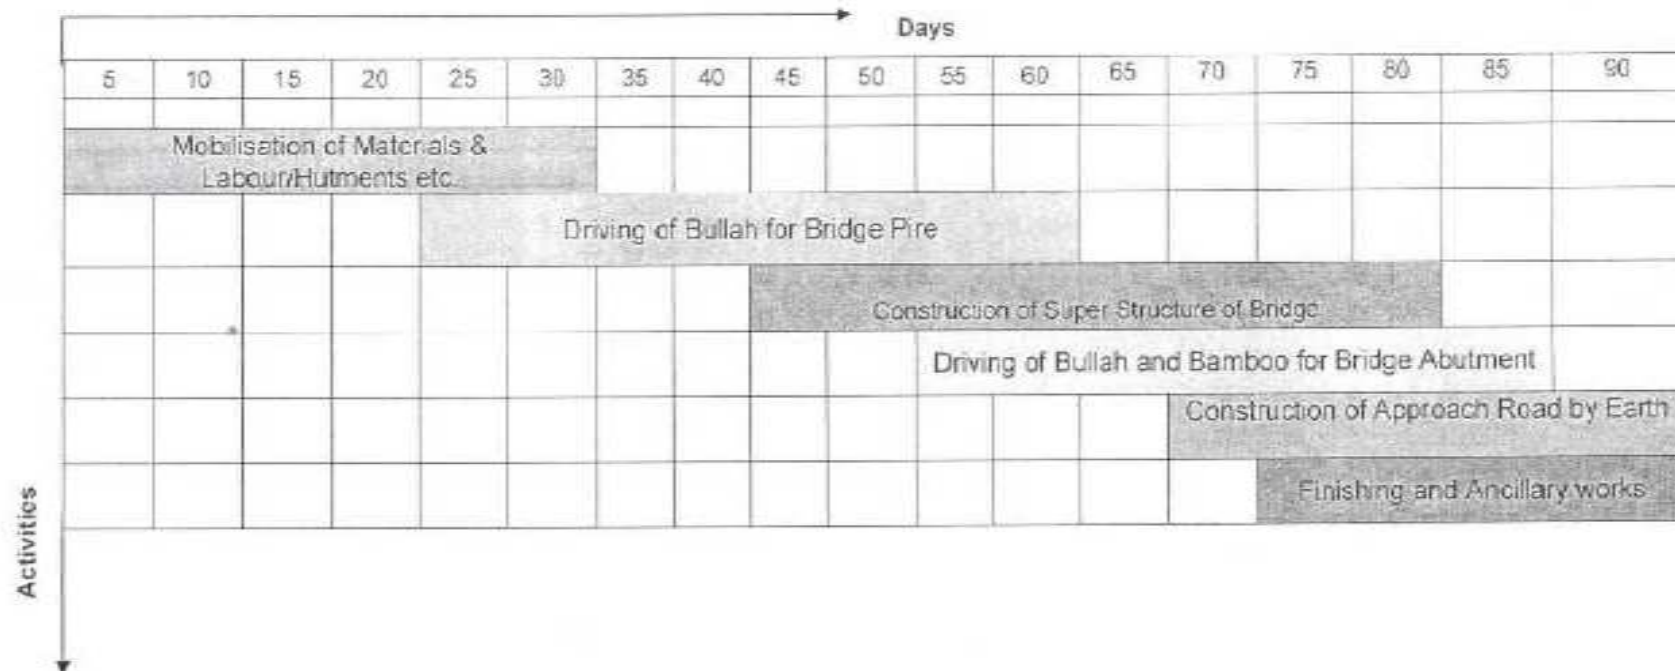 Days
5 10 15 20 25 30 35 40 45 50 55 60 65 70 75 80 85 90
Mobilisation of Materials &
Labour/Hutments etc.
Driving of Bullah for Bridge Pire
Construction of Super Structure of Bridge
Driving of Bullah and Bamboo for Bridge Abutment
Construction of Approach Road by Earth
Finishing and Ancillary works
Activities